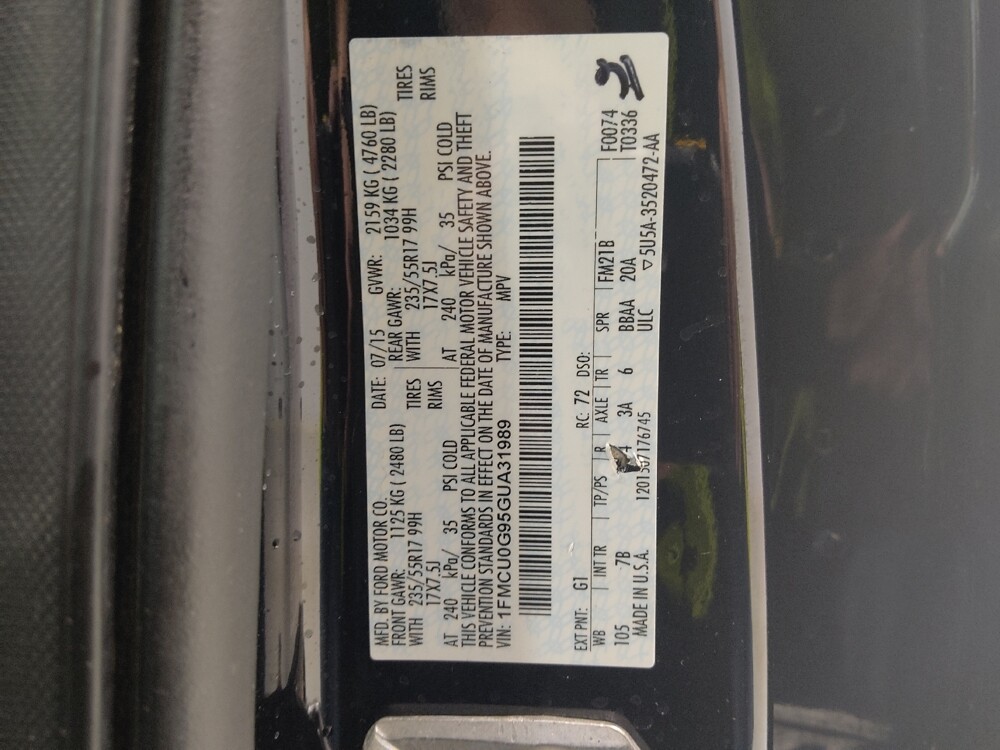 MFD. BY FORD MOTOR CO. DATE: 07/15 GVWR: 2159 KG ( 4760 LB)
FRONT GAWR: 1125 KG ( 2480 LB) REAR GAWR: 1034 KG ( 2280 LB)
WITH 235/55R17 99H TIRES WITH 235/55R17 99H TIRES
17X7.5J RIMS 17X7.5J RIMS
AT 240 kPa/ 35 PSI COLD AT 240 kPa/ 35 PSI COLD
THIS VEHICLE CONFORMS TO ALL APPLICABLE FEDERAL MOTOR VEHICLE SAFETY AND THEFT
PREVENTION STANDARDS IN EFFECT ON THE DATE OF MANUFACTURE SHOWN ABOVE.
VIN: 1FMCU0G95GUA31989 TYPE: MPV
EXT PNT: G1 RC: 72 DSO:
WB INT TR TP/PS R AXLE TR SPR FM21B F0074
105 7B 4 3A 6 BBAA 20A T0336
MADE IN U.S.A. ULC ▽5U5A-3520472-AA